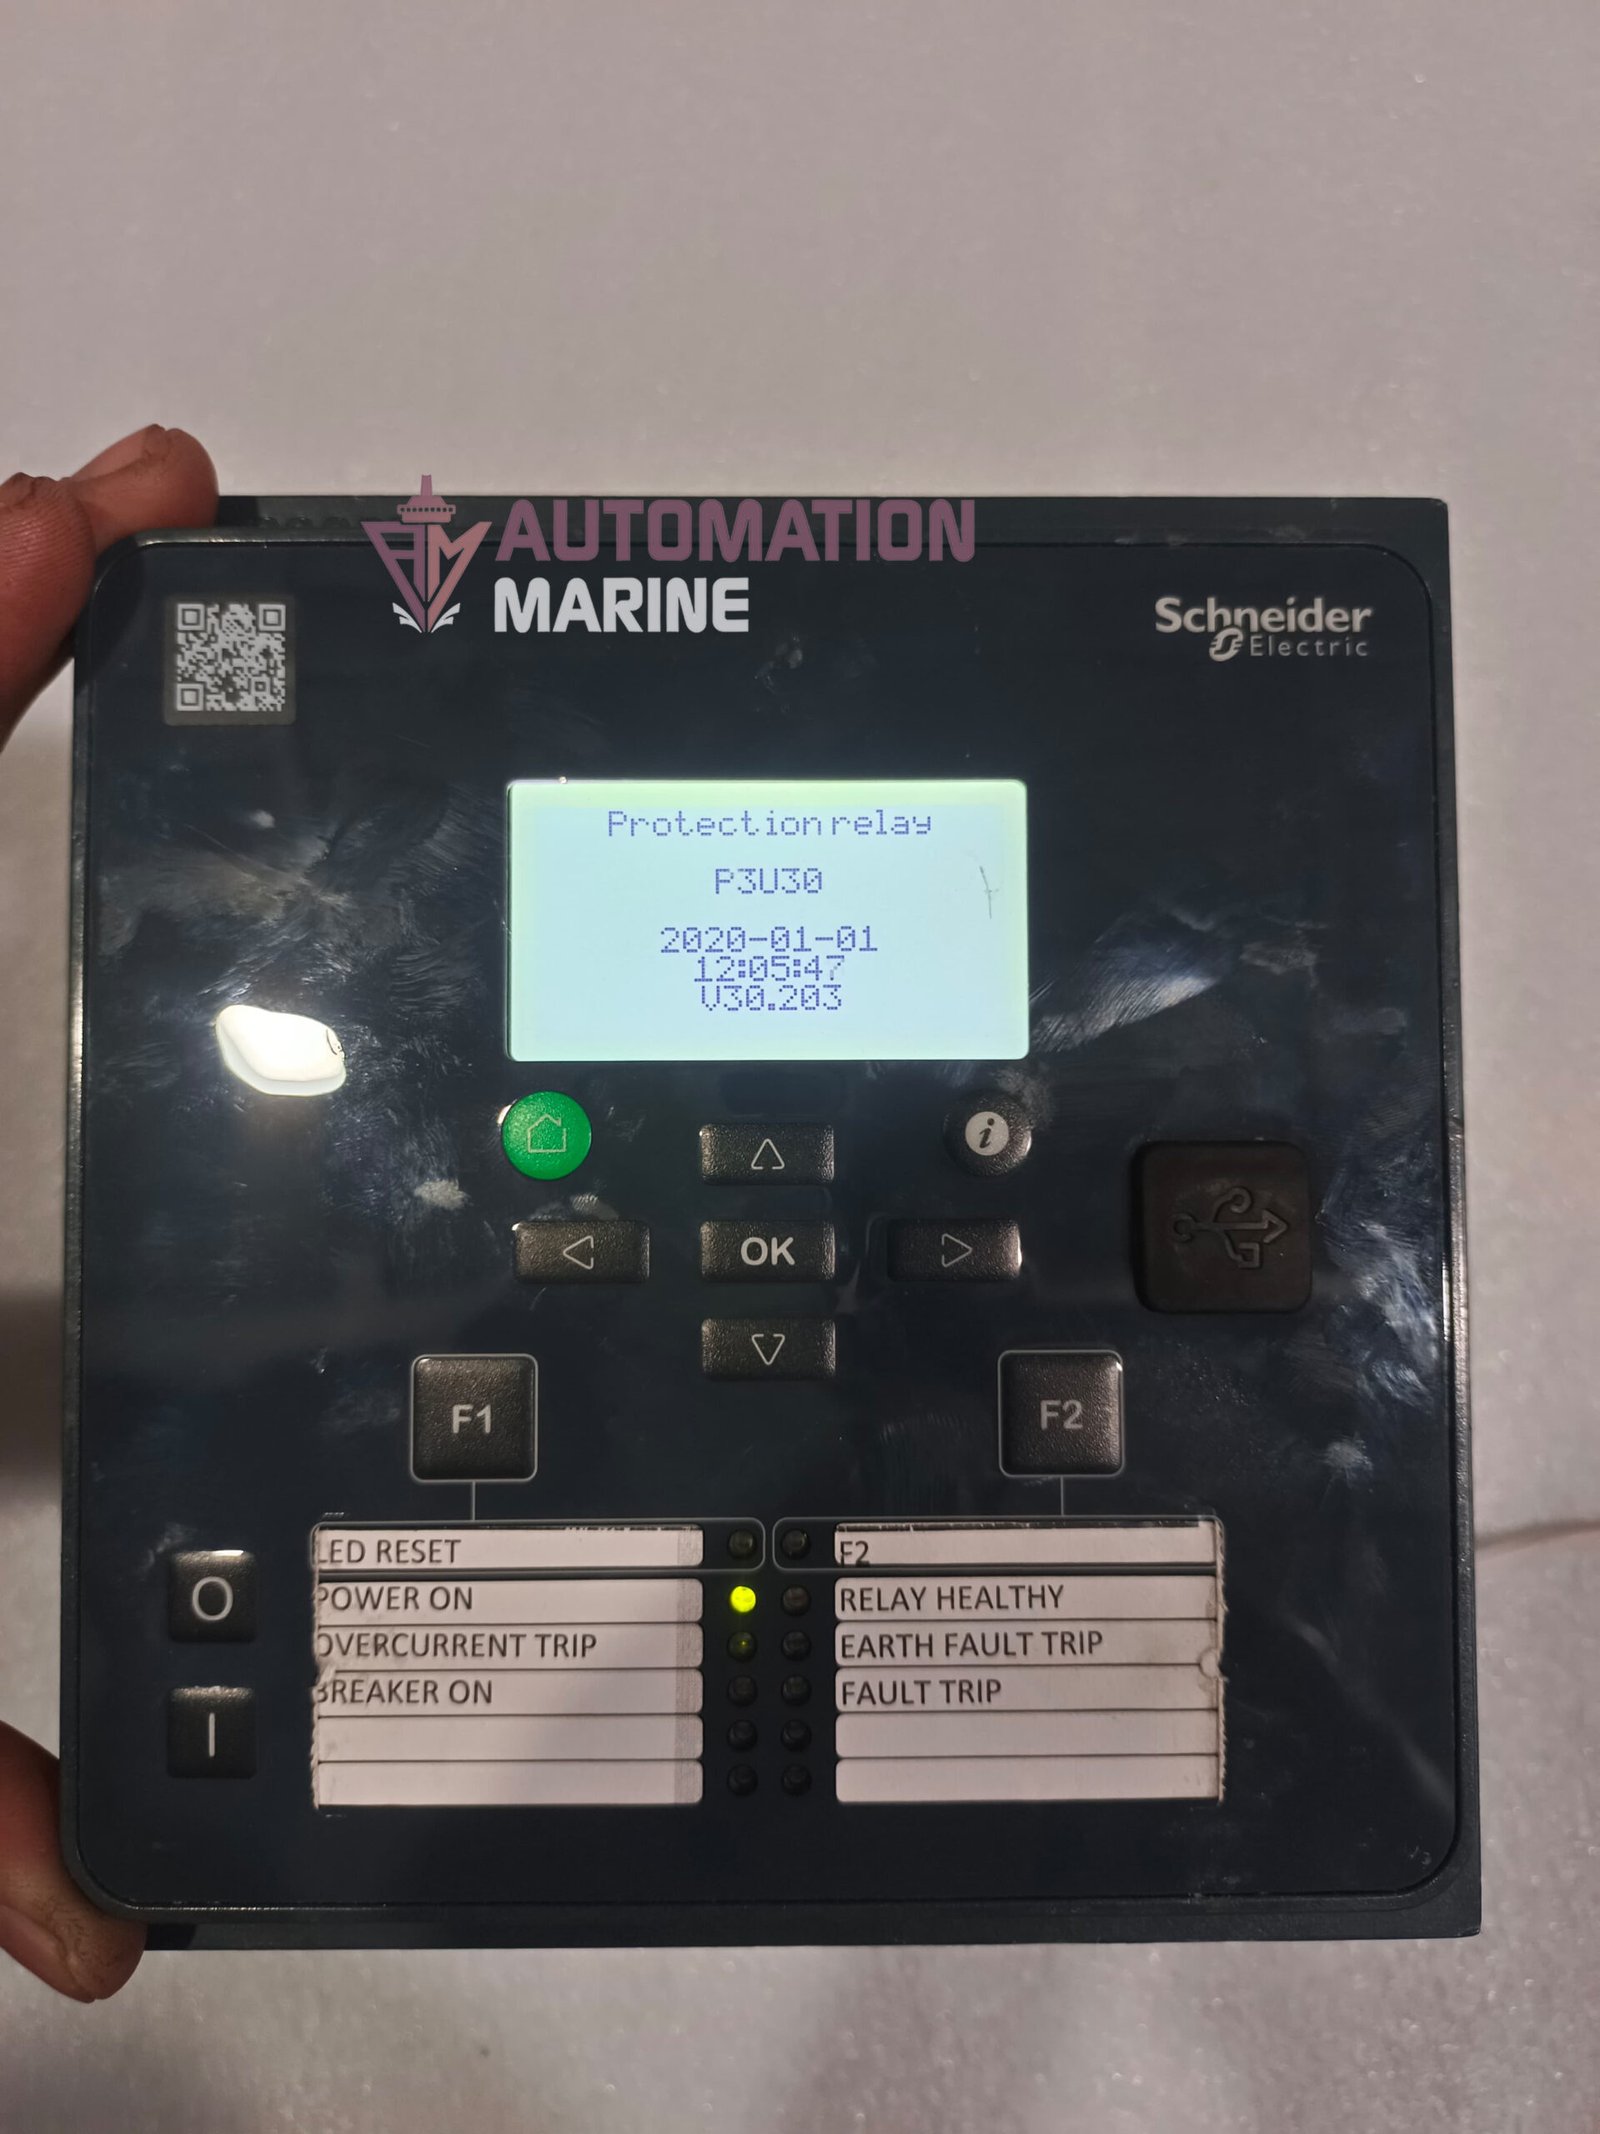 AUTOMATION
MARINE
Schneider
Electric
Protection relay
P3U30
2020-01-01
12:05:47
V30.203
i
OK
F1
F2
LED RESET
F2
POWER ON
RELAY HEALTHY
OVERCURRENT TRIP
EARTH FAULT TRIP
BREAKER ON
FAULT TRIP
O
I